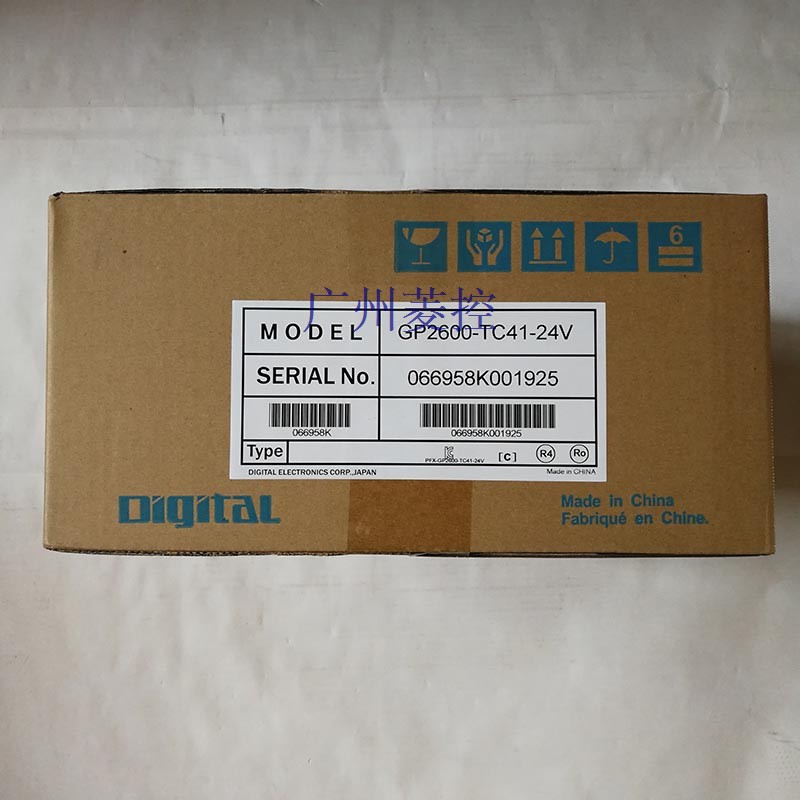 6
广州菱控
MODEL GP2600-TC41-24V
SERIAL No. 066958K001925
066958K 066958K001925
Type PFX-GP2600-TC41-24V [C] R4 Ro
DIGITAL ELECTRONICS CORP.,JAPAN Made in CHINA
Digital
Made in China
Fabriqué en Chine.